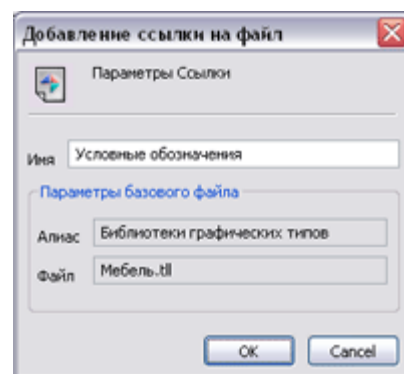 Добавление ссылки на файл
Параметры Ссылки
Имя Условные обозначения
Параметры базового файла
Алиас Библиотеки графических типов
Файл Мебель.tll
OK Cancel